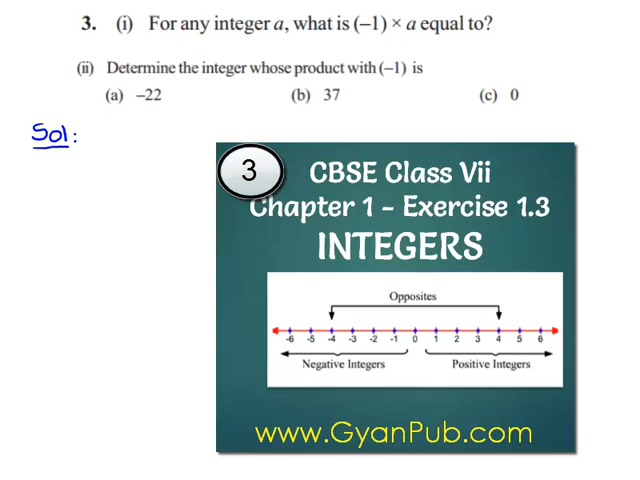 3. (i) For any integer a, what is (–1) × a equal to?
(ii) Determine the integer whose product with (–1) is
(a) –22 (b) 37 (c) 0
Sol:
3
CBSE Class Vii
Chapter 1 - Exercise 1.3
INTEGERS
Opposites
-6 -5 -4 -3 -2 -1 0 1 2 3 4 5 6
Negative Integers Positive Integers
www.GyanPub.com